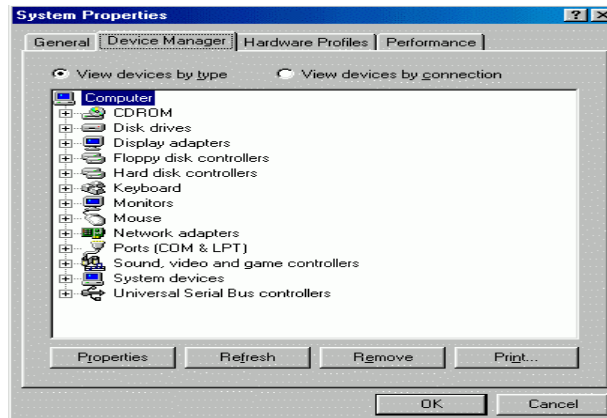 System Properties
General Device Manager Hardware Profiles Performance
View devices by type View devices by connection
Computer
CDROM
Disk drives
Display adapters
Floppy disk controllers
Hard disk controllers
Keyboard
Monitors
Mouse
Network adapters
Ports (COM & LPT)
Sound, video and game controllers
System devices
Universal Serial Bus controllers
Properties Refresh Remove Print...
OK Cancel